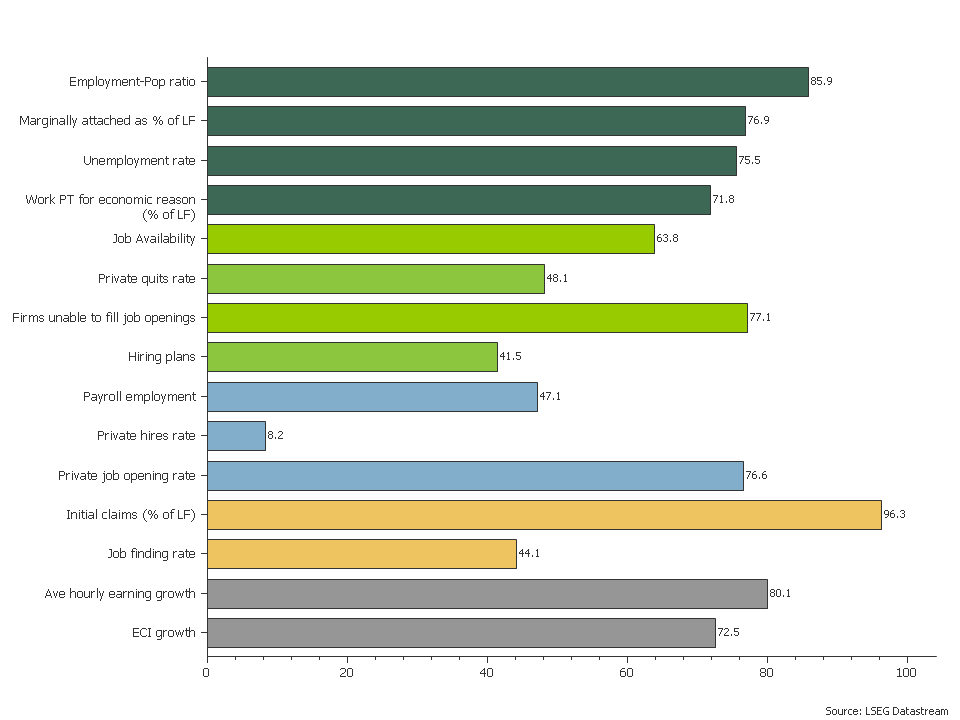 Employment-Pop ratio 85.9
Marginally attached as % of LF 76.9
Unemployment rate 75.5
Work PT for economic reason 71.8
(% of LF)
Job Availability 63.8
Private quits rate 48.1
Firms unable to fill job openings 77.1
Hiring plans 41.5
Payroll employment 47.1
Private hires rate 8.2
Private job opening rate 76.6
Initial claims (% of LF) 96.3
Job finding rate 44.1
Ave hourly earning growth 80.1
ECI growth 72.5
0 20 40 60 80 100
Source: LSEG Datastream